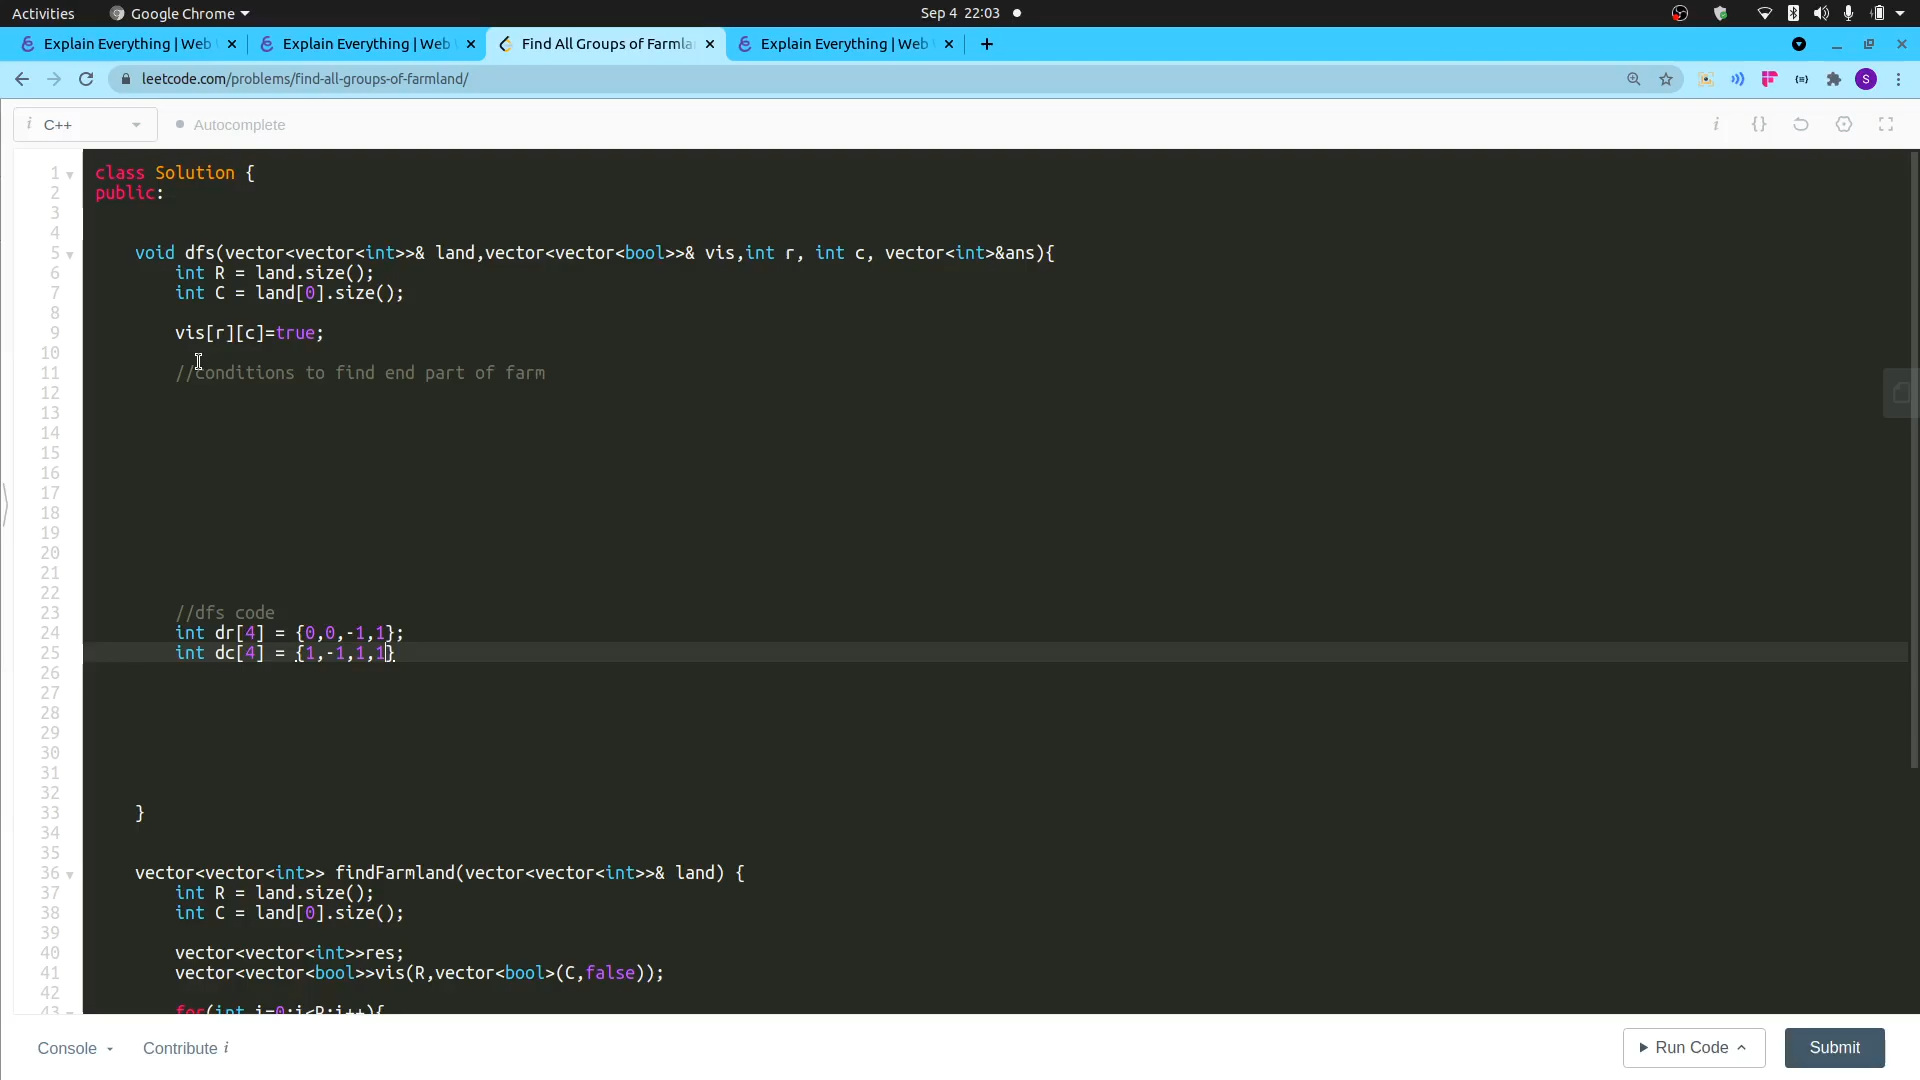 Activities Google Chrome Sep 4 22:03
Explain Everything | Web Explain Everything | Web Find All Groups of Farmla Explain Everything | Web
leetcode.com/problems/find-all-groups-of-farmland/ S
i C++ Autocomplete i {}
1 class Solution {
2 public:
3
4
5 void dfs(vector<vector<int>>& land,vector<vector<bool>>& vis,int r, int c, vector<int>&ans){
6 int R = land.size();
7 int C = land[0].size();
8
9 vis[r][c]=true;
10
11 //conditions to find end part of farm
12
13
14
15
16
17
18
19
20
21
22
23 //dfs code
24 int dr[4] = {0,0,-1,1};
25 int dc[4] = {1,-1,1,1}
26
27
28
29
30
31
32
33 }
34
35
36 vector<vector<int>> findFarmland(vector<vector<int>>& land) {
37 int R = land.size();
38 int C = land[0].size();
39
40 vector<vector<int>>res;
41 vector<vector<bool>>vis(R,vector<bool>(C,false));
42
43 for(int i=0;i<R;i++){
Console Contribute i Run Code Submit